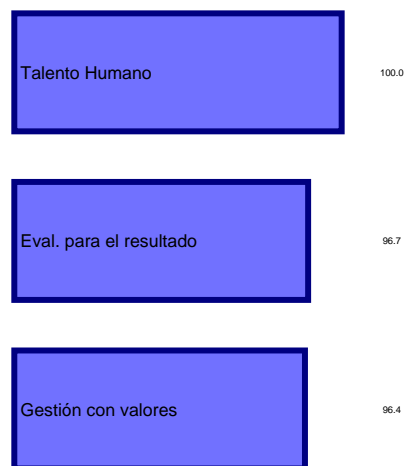 Talento Humano 100.0
Eval. para el resultado 96.7
Gestión con valores 96.4